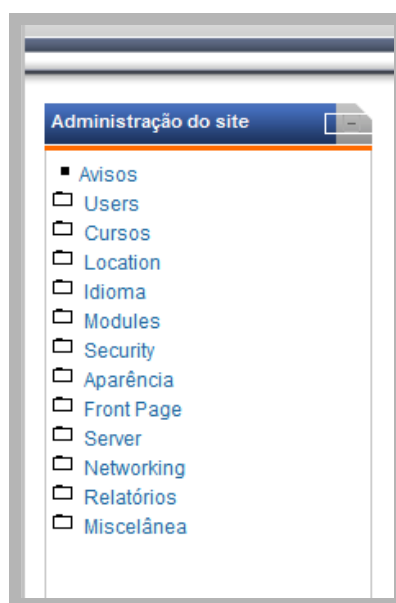 Administração do site
Avisos
Users
Cursos
Location
Idioma
Modules
Security
Aparência
Front Page
Server
Networking
Relatórios
Miscelânea